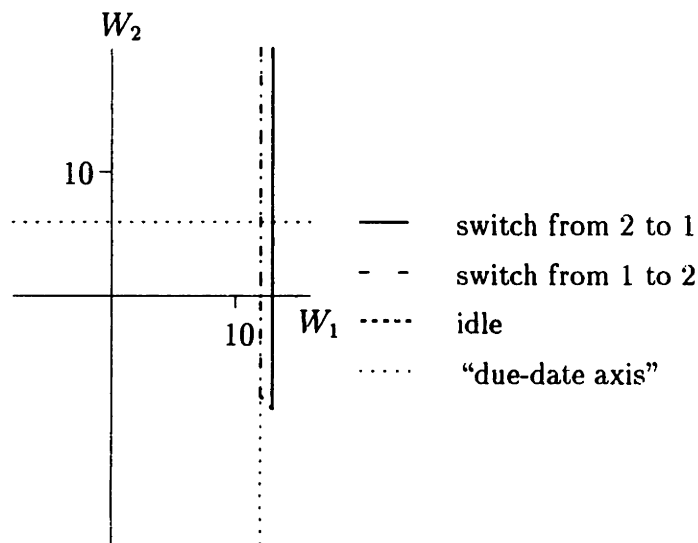 W₂
10
10
W₁
switch from 2 to 1
switch from 1 to 2
idle
“due-date axis”